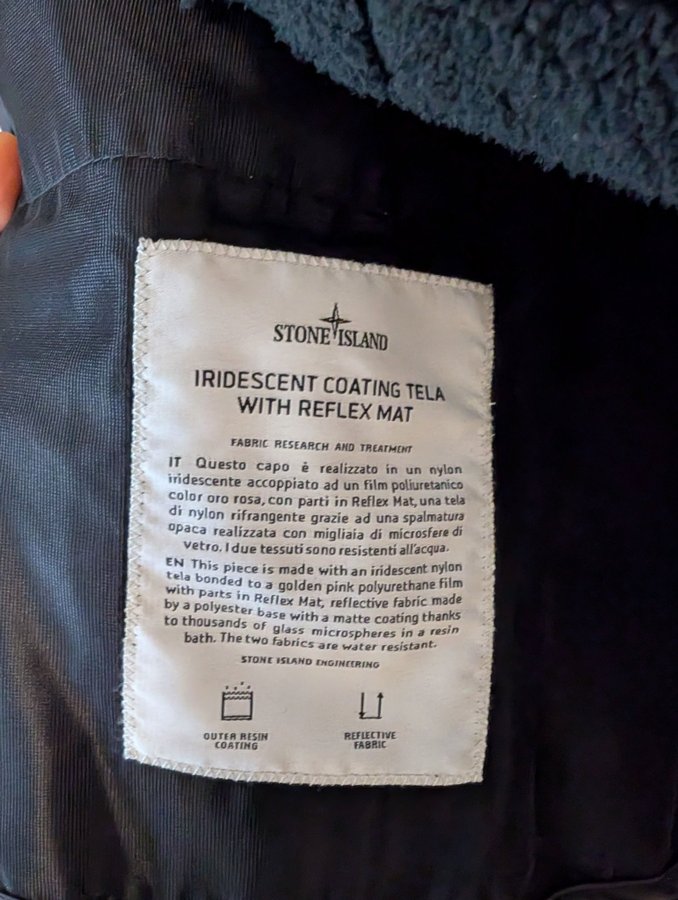 STONE ISLAND
IRIDESCENT COATING TELA
WITH REFLEX MAT
FABRIC RESEARCH AND TREATMENT
IT Questo capo è realizzato in un nylon
iridescente accoppiato ad un film poliuretanico
color oro rosa, con parti in Reflex Mat, una tela
di nylon rifrangente grazie ad una spalmatura
opaca realizzata con migliaia di microsfere di
vetro. I due tessuti sono resistenti all'acqua.
EN This piece is made with an iridescent nylon
tela bonded to a golden pink polyurethane film
with parts in Reflex Mat, reflective fabric made
by a polyester base with a matte coating thanks
to thousands of glass microspheres in a resin
bath. The two fabrics are water resistant.
STONE ISLAND ENGINEERING
OUTER RESIN
COATING
REFLECTIVE
FABRIC